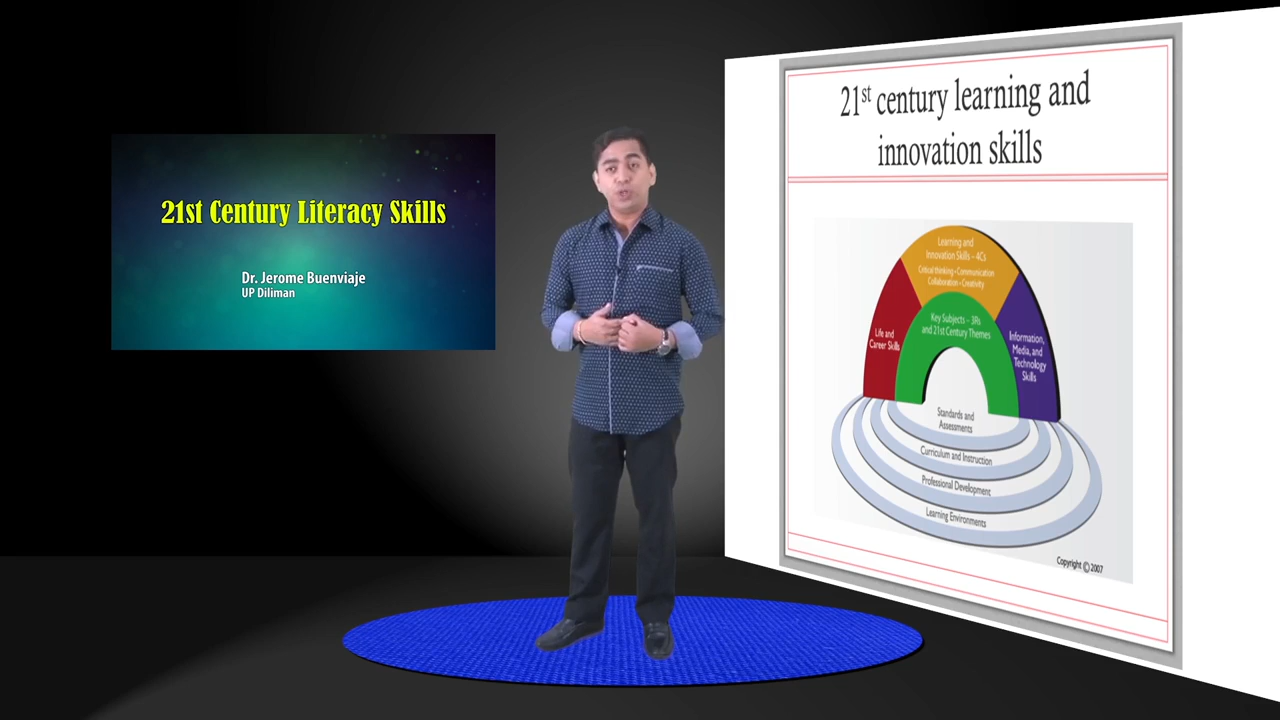 21st Century Literacy Skills
Dr. Jerome Buenviaje
UP Diliman
21st century learning and
innovation skills
Learning and
Innovation Skills – 4Cs
Critical thinking • Communication
Collaboration • Creativity
Key Subjects – 3Rs
and 21st Century Themes
Life and
Career Skills
Information,
Media, and
Technology
Skills
Standards and
Assessments
Curriculum and Instruction
Professional Development
Learning Environments
Copyright © 2007